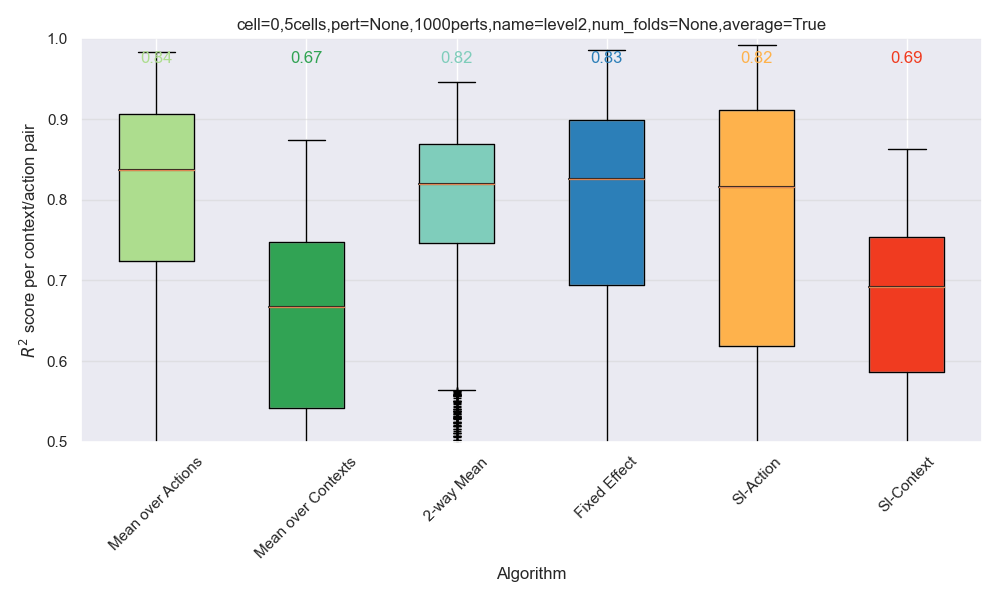 cell=0,5cells,pert=None,1000perts,name=level2,num_folds=None,average=True
R² score per context/action pair
1.0
0.9
0.8
0.7
0.6
0.5
0.84 0.67 0.82 0.83 0.82 0.69
Mean over Actions
Mean over Contexts
2-way Mean
Fixed Effect
SI-Action
SI-Context
Algorithm